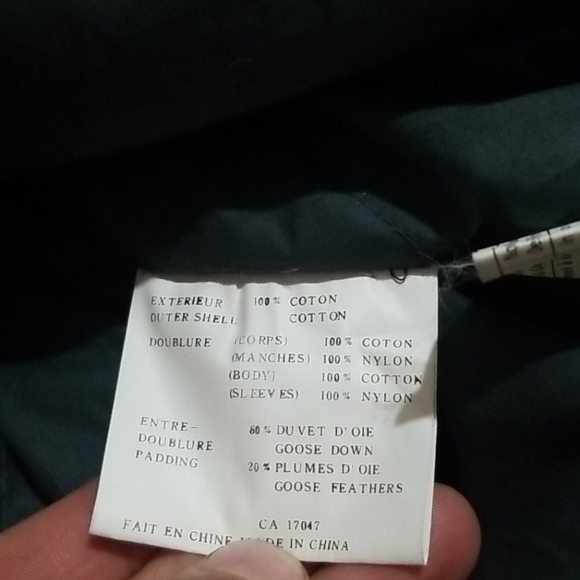 EXTERIEUR 100% COTON
OUTER SHELL COTTON
DOUBLURE (CORPS) 100% COTON
(MANCHES) 100% NYLON
(BODY) 100% COTTON
(SLEEVES) 100% NYLON
ENTRE- 80% DUVET D'OIE
DOUBLURE GOOSE DOWN
PADDING 20% PLUMES D'OIE
GOOSE FEATHERS
CA 17047
FAIT EN CHINE MADE IN CHINA